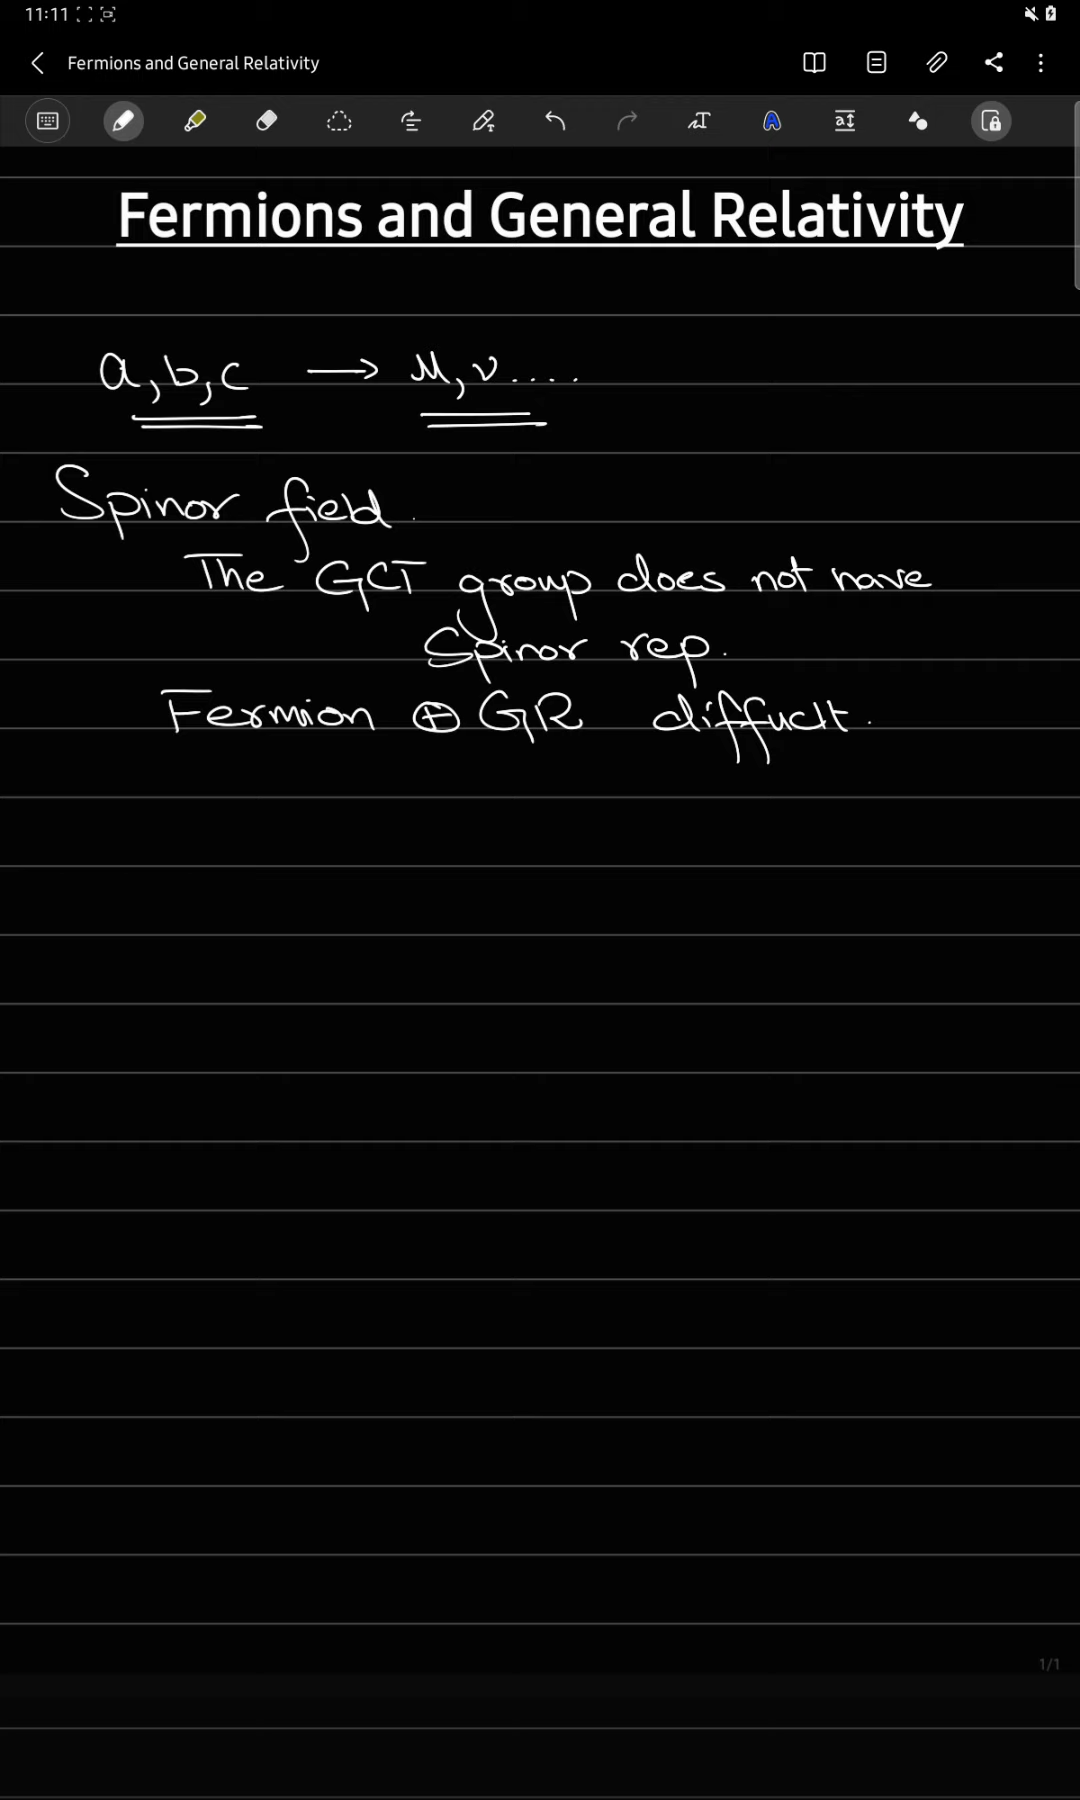 11:11
Fermions and General Relativity
Fermions and General Relativity
a, b, c → μ, ν ....
Spinor field.
The GCT group does not have
Spinor rep.
Fermion ⊕ GR diffuclt.
1/1